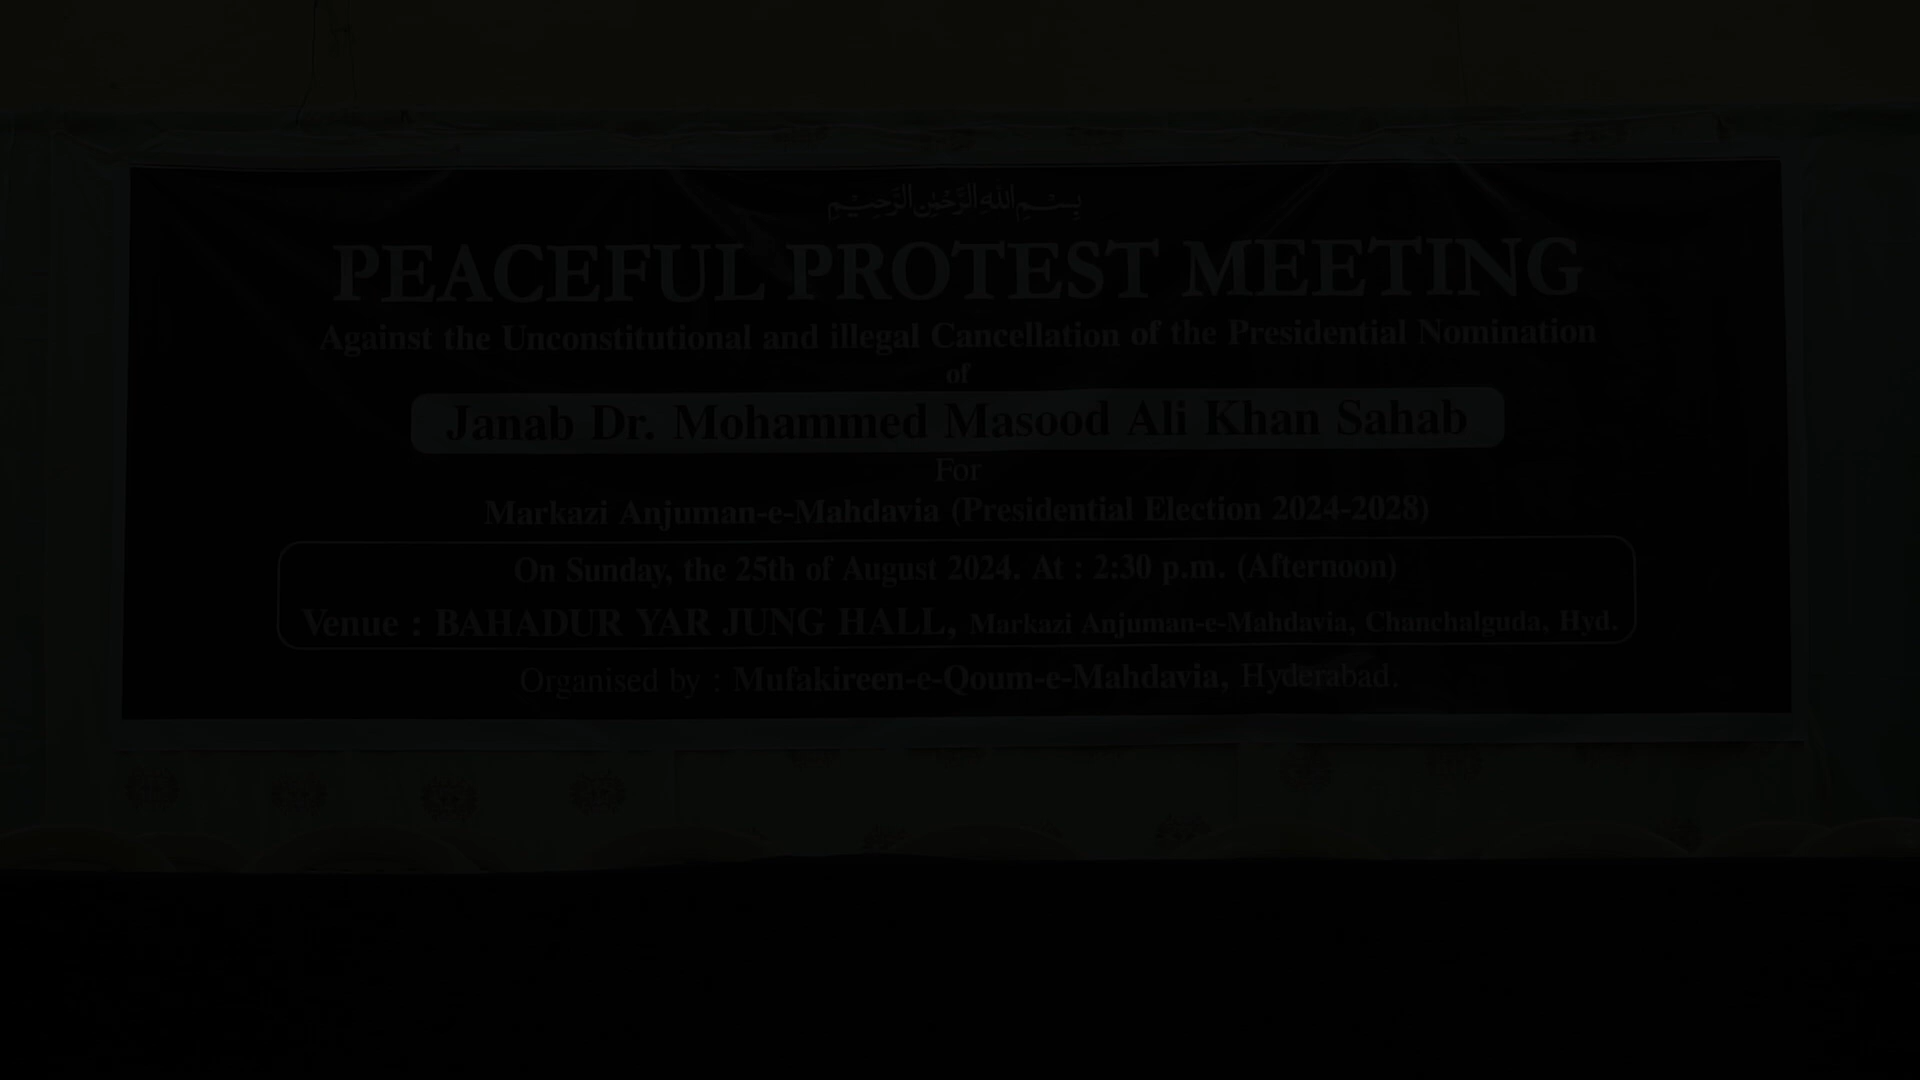 بِسْمِ اللهِ الرَّحْمٰنِ الرَّحِيْمِ
PEACEFUL PROTEST MEETING
Against the Unconstitutional and illegal Cancellation of the Presidential Nomination
of
Janab Dr. Mohammed Masood Ali Khan Sahab
For
Markazi Anjuman-e-Mahdavia (Presidential Election 2024-2028)
On Sunday, the 25th of August 2024. At : 2:30 p.m. (Afternoon)
Venue : BAHADUR YAR JUNG HALL, Markazi Anjuman-e-Mahdavia, Chanchalguda, Hyd.
Organised by : Mufakireen-e-Qoum-e-Mahdavia, Hyderabad.